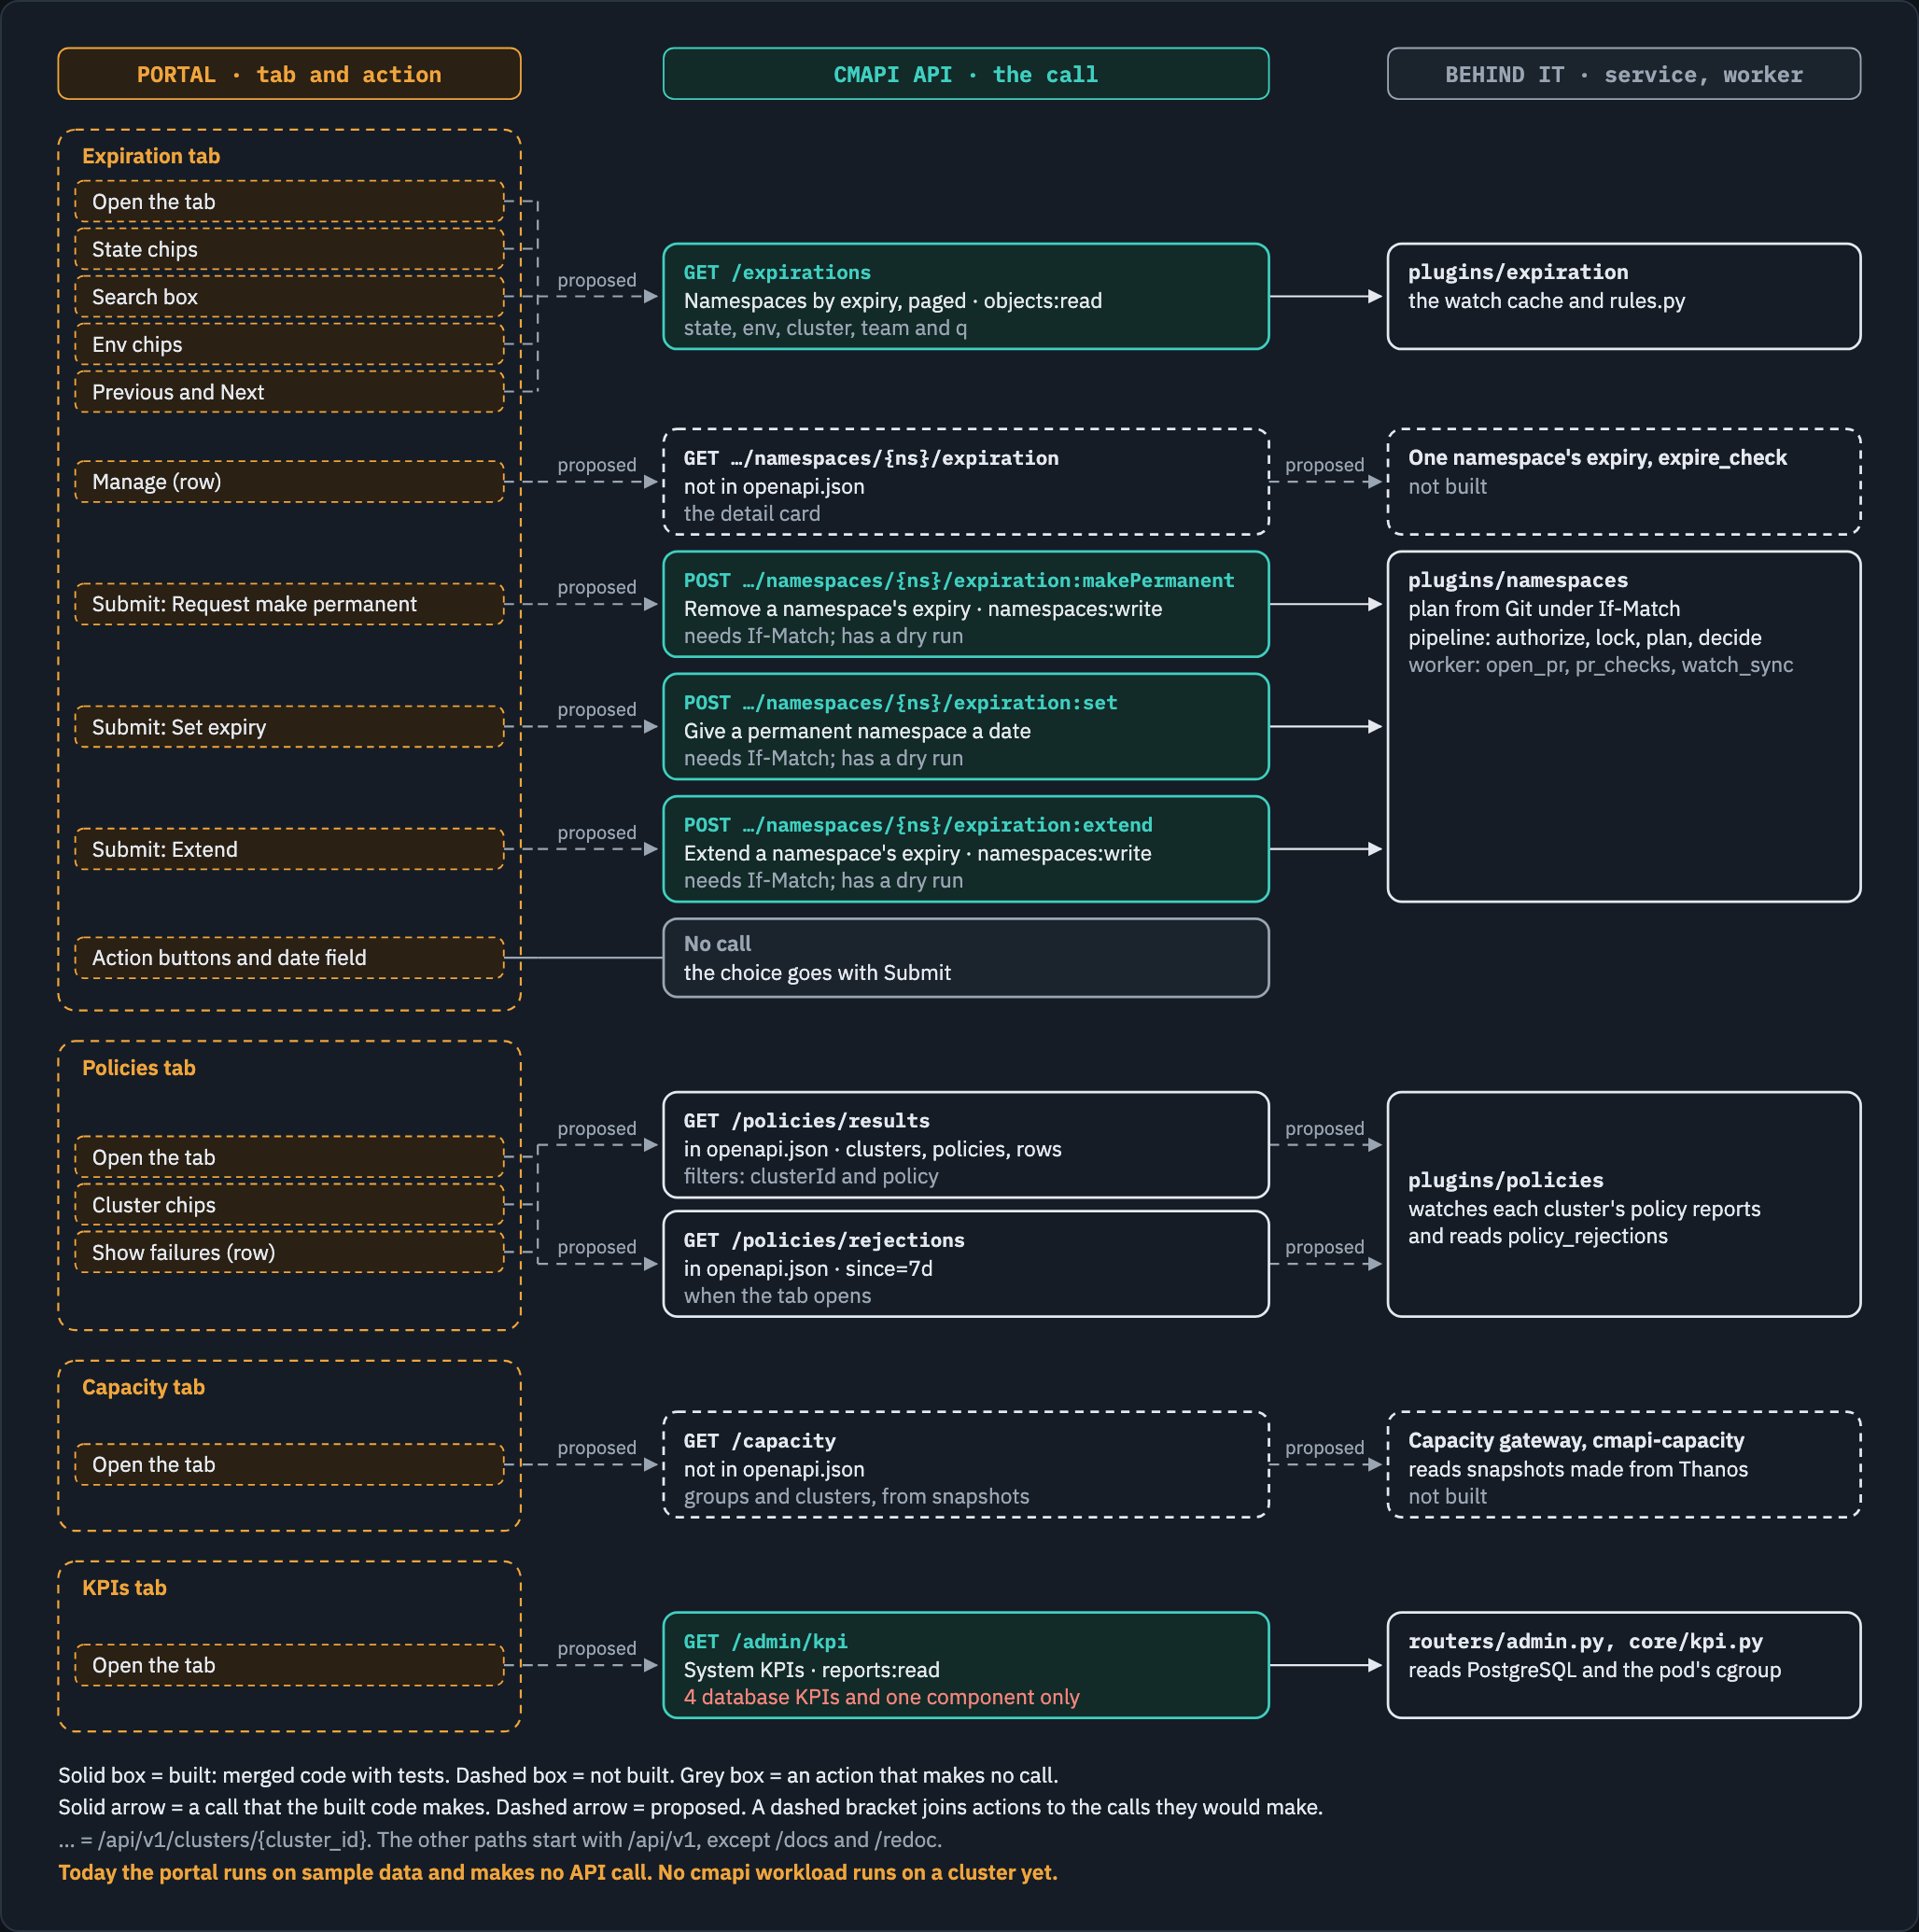 PORTAL · tab and action
CMAPI API · the call
BEHIND IT · service, worker
Expiration tab
Open the tab
State chips
Search box
Env chips
Previous and Next
proposed
GET /expirations
Namespaces by expiry, paged · objects:read
state, env, cluster, team and q
plugins/expiration
the watch cache and rules.py
Manage (row)
proposed
GET …/namespaces/{ns}/expiration
not in openapi.json
the detail card
proposed
One namespace's expiry, expire_check
not built
Submit: Request make permanent
proposed
POST …/namespaces/{ns}/expiration:makePermanent
Remove a namespace's expiry · namespaces:write
needs If-Match; has a dry run
plugins/namespaces
plan from Git under If-Match
pipeline: authorize, lock, plan, decide
worker: open_pr, pr_checks, watch_sync
Submit: Set expiry
proposed
POST …/namespaces/{ns}/expiration:set
Give a permanent namespace a date
needs If-Match; has a dry run
Submit: Extend
proposed
POST …/namespaces/{ns}/expiration:extend
Extend a namespace's expiry · namespaces:write
needs If-Match; has a dry run
Action buttons and date field
No call
the choice goes with Submit
Policies tab
Open the tab
Cluster chips
Show failures (row)
proposed
GET /policies/results
in openapi.json · clusters, policies, rows
filters: clusterId and policy
proposed
proposed
GET /policies/rejections
in openapi.json · since=7d
when the tab opens
proposed
plugins/policies
watches each cluster's policy reports
and reads policy_rejections
Capacity tab
Open the tab
proposed
GET /capacity
not in openapi.json
groups and clusters, from snapshots
proposed
Capacity gateway, cmapi-capacity
reads snapshots made from Thanos
not built
KPIs tab
Open the tab
proposed
GET /admin/kpi
System KPIs · reports:read
4 database KPIs and one component only
routers/admin.py, core/kpi.py
reads PostgreSQL and the pod's cgroup
Solid box = built: merged code with tests. Dashed box = not built. Grey box = an action that makes no call.
Solid arrow = a call that the built code makes. Dashed arrow = proposed. A dashed bracket joins actions to the calls they would make.
… = /api/v1/clusters/{cluster_id}. The other paths start with /api/v1, except /docs and /redoc.
Today the portal runs on sample data and makes no API call. No cmapi workload runs on a cluster yet.